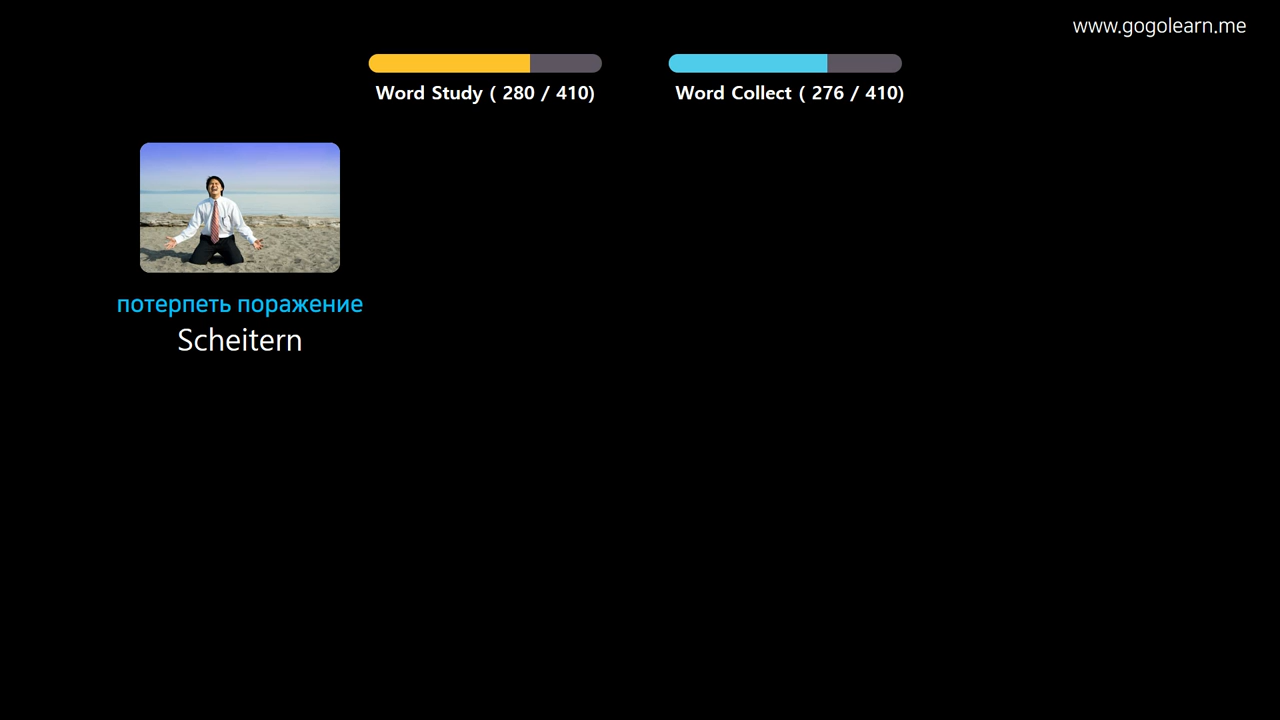 www.gogolearn.me
Word Study ( 280 / 410)
Word Collect ( 276 / 410)
потерпеть поражение
Scheitern